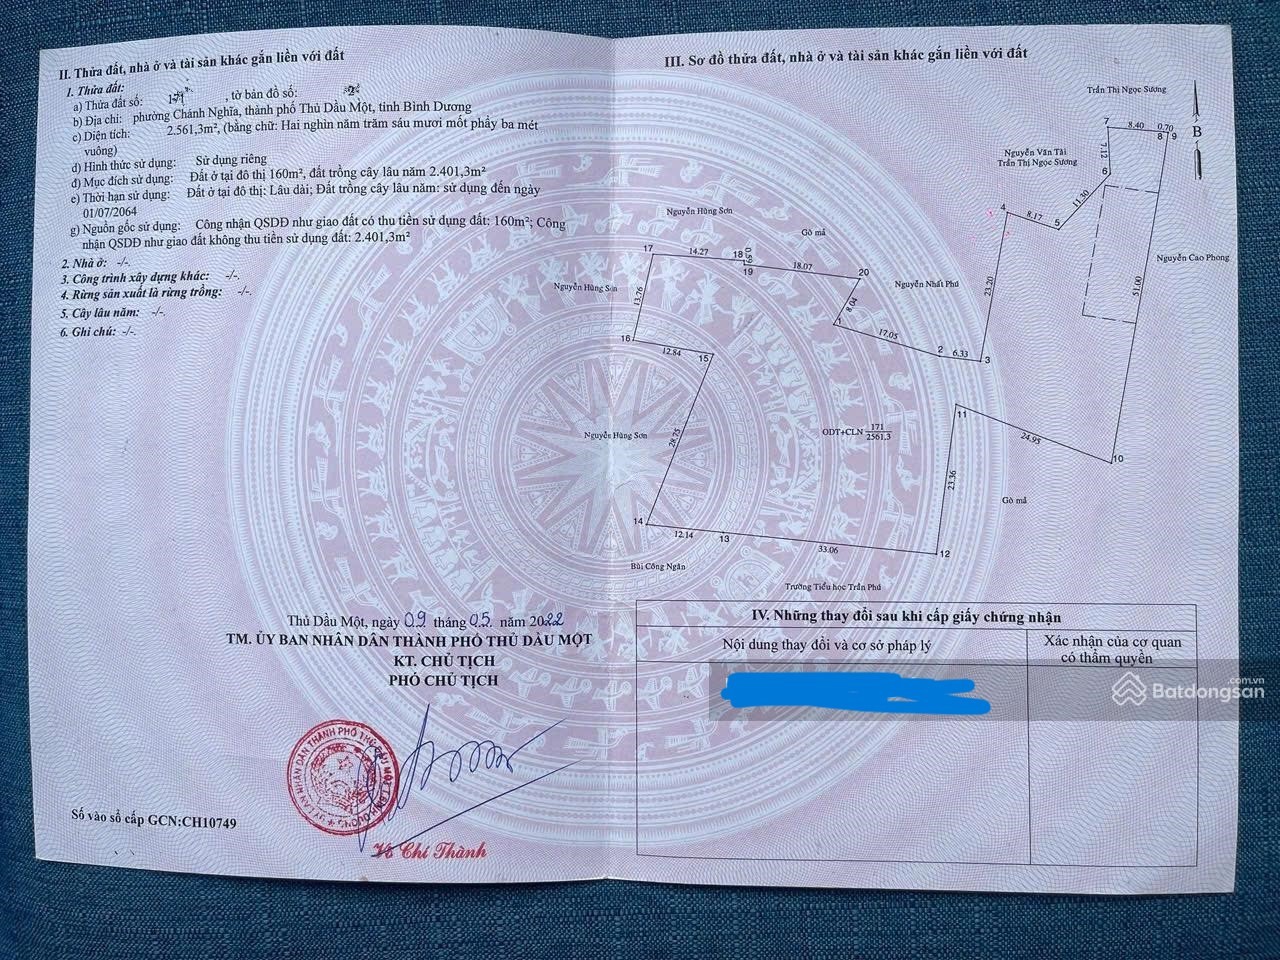 II. Thửa đất, nhà ở và tài sản khác gắn liền với đất
1. Thửa đất:
a) Thửa đất số: 171, tờ bản đồ số:
b) Địa chỉ: phường Chánh Nghĩa, thành phố Thủ Dầu Một, tỉnh Bình Dương
c) Diện tích: 2.561,3m², (bằng chữ: Hai nghìn năm trăm sáu mươi mốt phẩy ba mét
vuông)
d) Hình thức sử dụng: Sử dụng riêng
đ) Mục đích sử dụng: Đất ở tại đô thị 160m², đất trồng cây lâu năm 2.401,3m²
e) Thời hạn sử dụng: Đất ở tại đô thị: Lâu dài; Đất trồng cây lâu năm: sử dụng đến ngày
01/07/2064
g) Nguồn gốc sử dụng: Công nhận QSDĐ như giao đất có thu tiền sử dụng đất: 160m²; Công
nhận QSDĐ như giao đất không thu tiền sử dụng đất: 2.401,3m²
2. Nhà ở: -/-.
3. Công trình xây dựng khác: -/-.
4. Rừng sản xuất là rừng trồng: -/-.
5. Cây lâu năm: -/-.
6. Ghi chú: -/-.
Thủ Dầu Một, ngày 09 tháng 05 năm 2022
TM. ỦY BAN NHÂN DÂN THÀNH PHỐ THỦ DẦU MỘT
KT. CHỦ TỊCH
PHÓ CHỦ TỊCH
Võ Chí Thành
Số vào sổ cấp GCN:CH10749
III. Sơ đồ thửa đất, nhà ở và tài sản khác gắn liền với đất
Trần Thị Ngọc Sương
7
8.40
0.70
8
9
B
Nguyễn Văn Tài
Trần Thị Ngọc Sương
7.12
6
11.30
4
8.17
5
Nguyễn Hùng Sơn
Gò mả
Nguyễn Cao Phong
17
14.27
18
0.59
19
18.07
20
Nguyễn Nhất Phú
Nguyễn Hùng Sơn
13.76
8.04
23.20
51.00
17.05
2
6.33
3
16
12.84
15
11
24.95
10
Nguyễn Hùng Sơn
28.75
ODT+CLN
171
2561,3
23.36
Gò mả
14
12.14
13
33.06
12
Bùi Công Ngân
Trường Tiểu học Trần Phú
IV. Những thay đổi sau khi cấp giấy chứng nhận
Nội dung thay đổi và cơ sở pháp lý
Xác nhận của cơ quan
có thẩm quyền
Batdongsan.com.vn